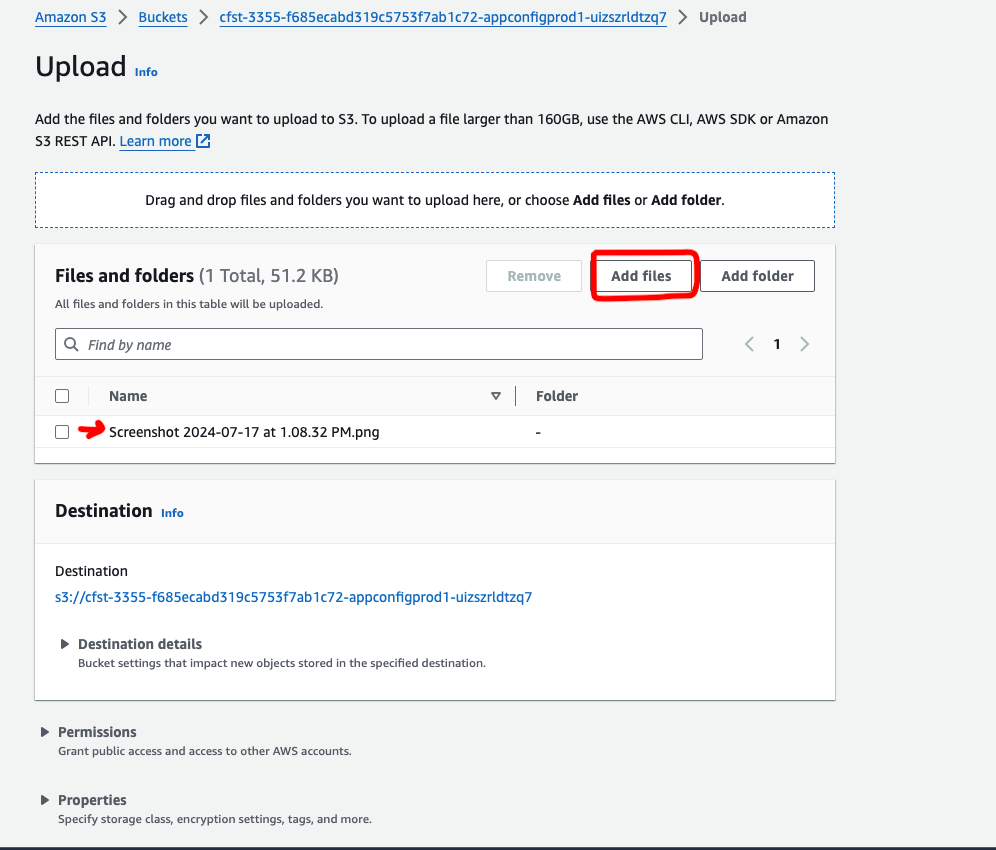 Amazon S3 > Buckets > cfst-3355-f685ecabd319c5753f7ab1c72-appconfigprod1-uizszrldtzq7 > Upload
Upload Info
Add the files and folders you want to upload to S3. To upload a file larger than 160GB, use the AWS CLI, AWS SDK or Amazon
S3 REST API. Learn more
Drag and drop files and folders you want to upload here, or choose Add files or Add folder.
Files and folders (1 Total, 51.2 KB) Remove Add files Add folder
All files and folders in this table will be uploaded.
Find by name 1
Name Folder
Screenshot 2024-07-17 at 1.08.32 PM.png -
Destination Info
Destination
s3://cfst-3355-f685ecabd319c5753f7ab1c72-appconfigprod1-uizszrldtzq7
Destination details
Bucket settings that impact new objects stored in the specified destination.
Permissions
Grant public access and access to other AWS accounts.
Properties
Specify storage class, encryption settings, tags, and more.